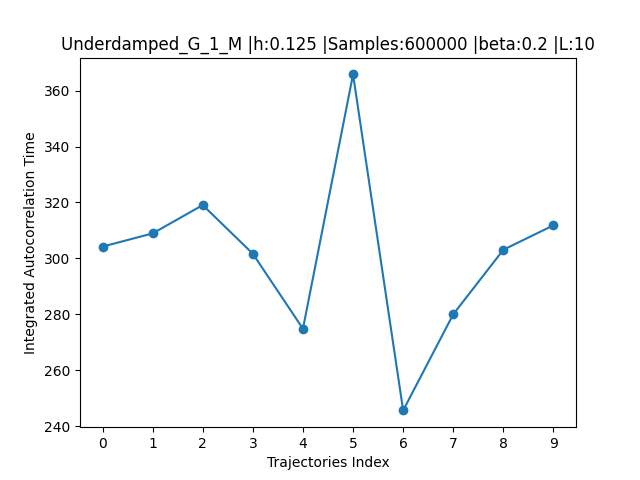 Underdamped_G_1_M |h:0.125 |Samples:600000 |beta:0.2 |L:10
Integrated Autocorrelation Time
360
340
320
300
280
260
240
0 1 2 3 4 5 6 7 8 9
Trajectories Index